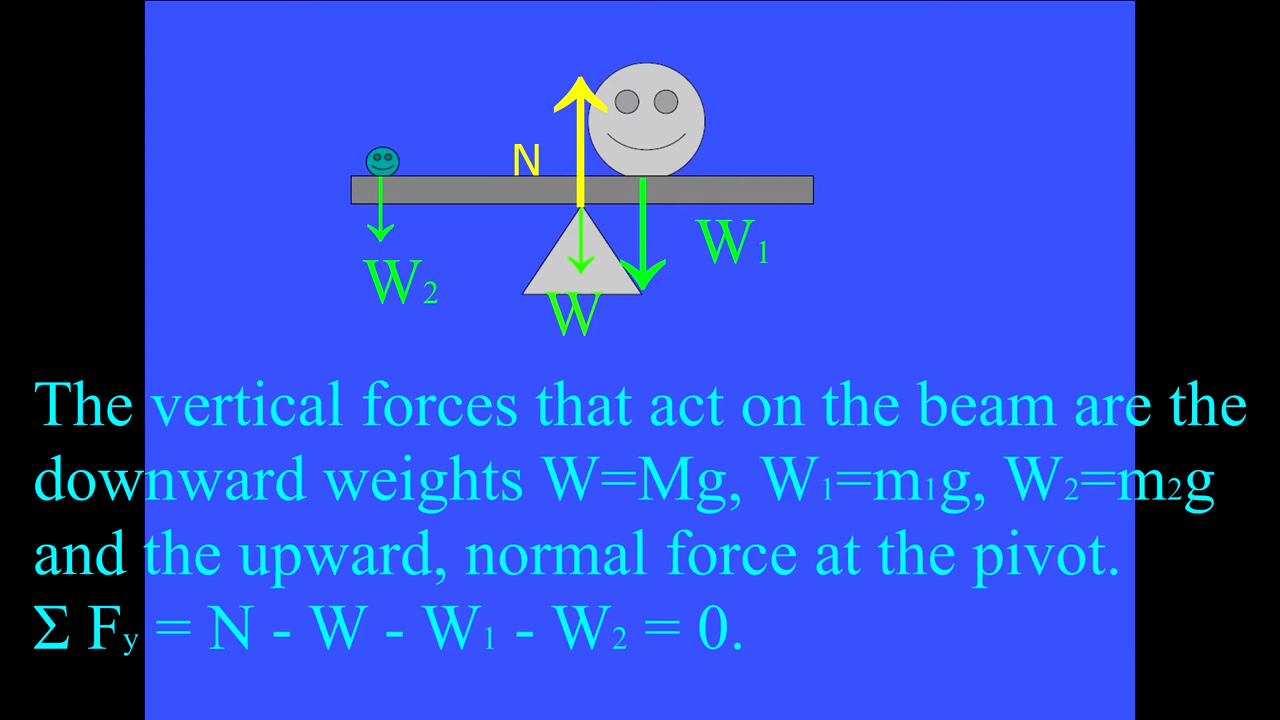 N
W₁
W₂
W
The vertical forces that act on the beam are the
downward weights W=Mg, W₁=m₁g, W₂=m₂g
and the upward, normal force at the pivot.
Σ Fy = N - W - W₁ - W₂ = 0.